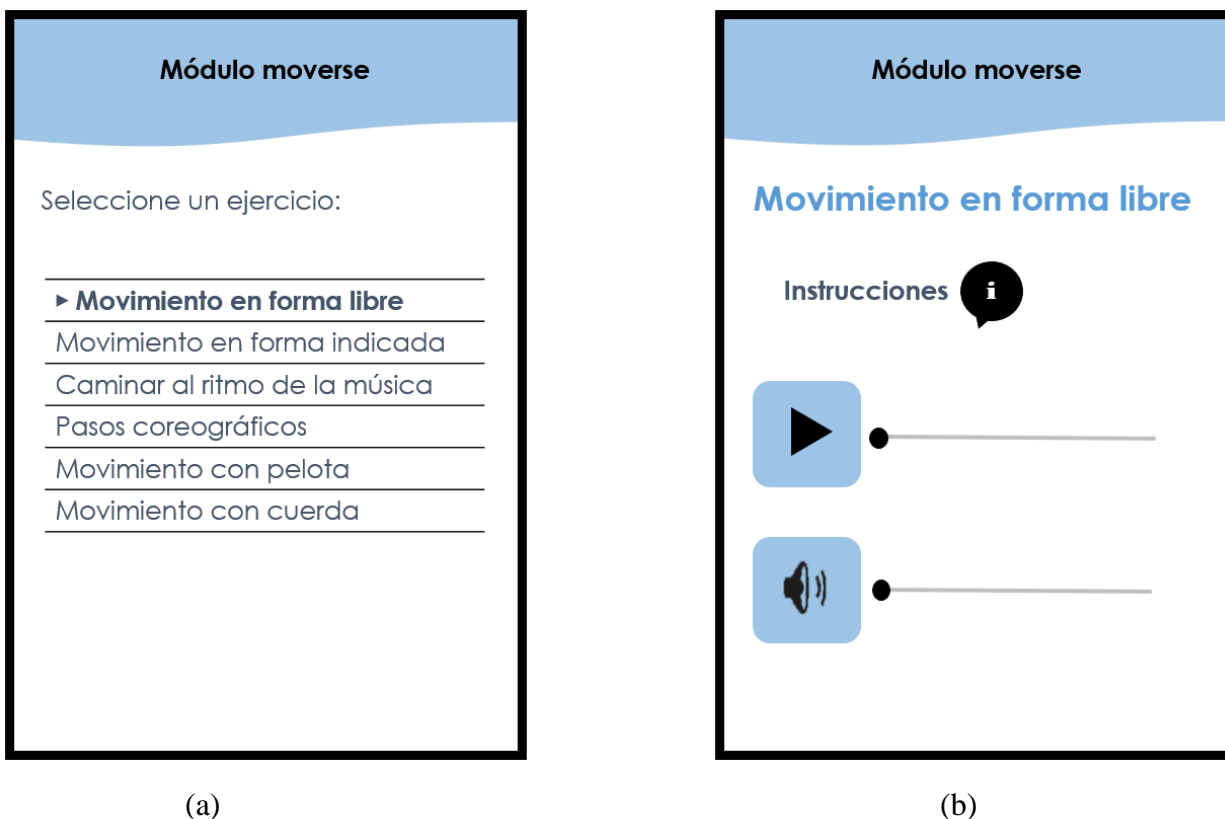 Módulo moverse
Seleccione un ejercicio:
▸ Movimiento en forma libre
Movimiento en forma indicada
Caminar al ritmo de la música
Pasos coreográficos
Movimiento con pelota
Movimiento con cuerda
(a)
Módulo moverse
Movimiento en forma libre
Instrucciones i
(b)